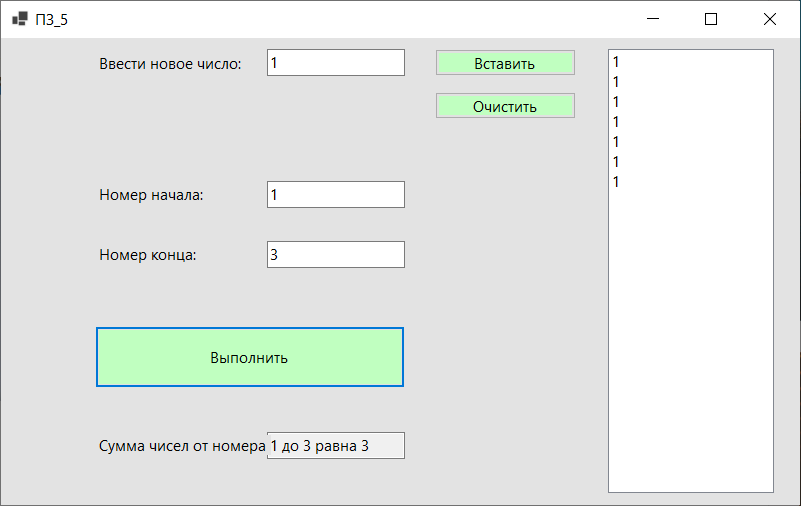 ПЗ_5
Ввести новое число: 1
Вставить
Очистить
Номер начала: 1
Номер конца: 3
Выполнить
Сумма чисел от номера 1 до 3 равна 3
1
1
1
1
1
1
1